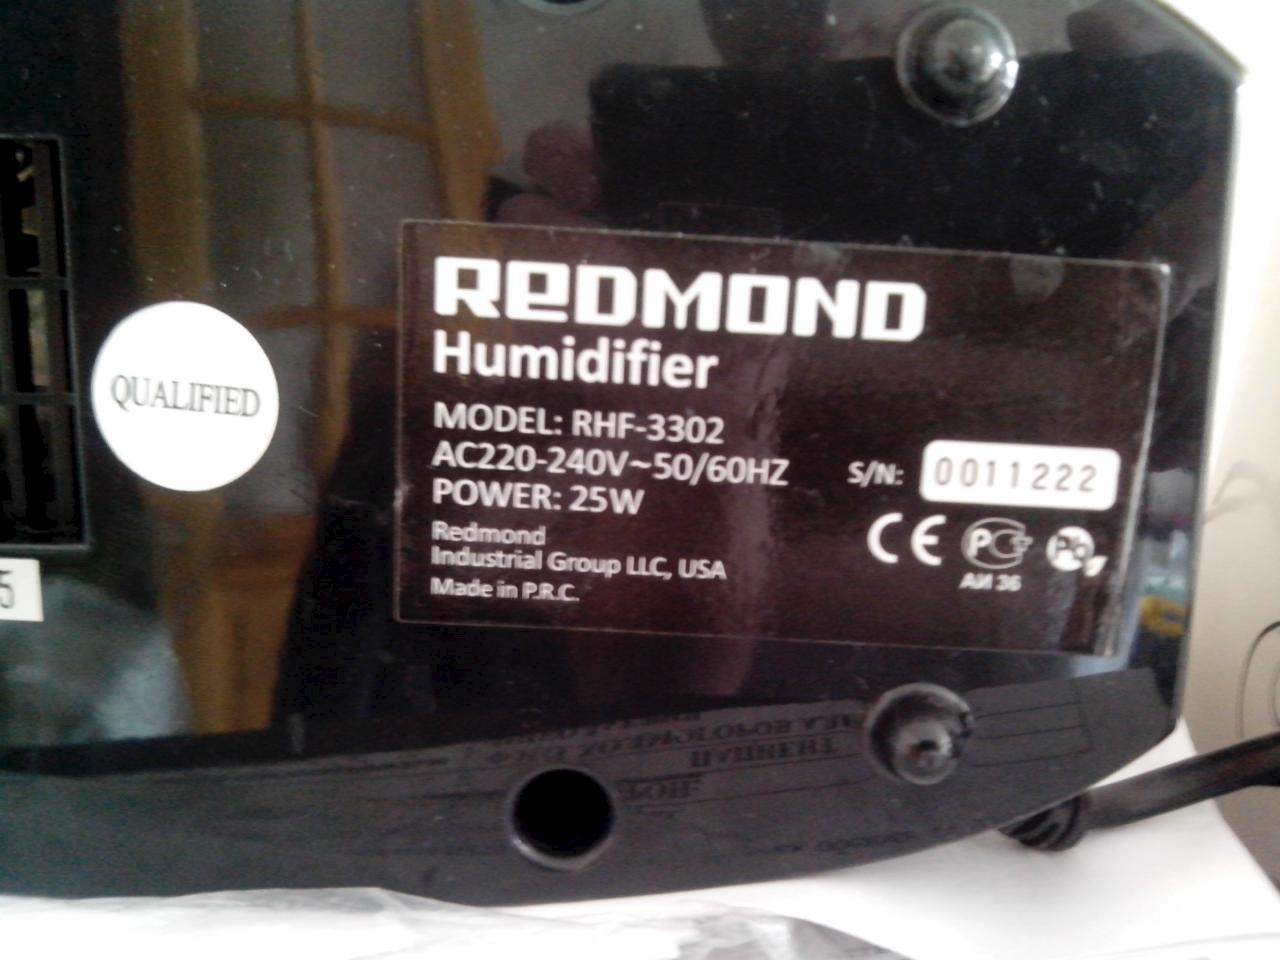 REDMOND
Humidifier
MODEL: RHF-3302
AC220-240V~50/60HZ
POWER: 25W
S/N: 0011222
Redmond
Industrial Group LLC, USA
Made in P.R.C.
CE
АИ 36
QUALIFIED
5
ПАЦИЕНТ